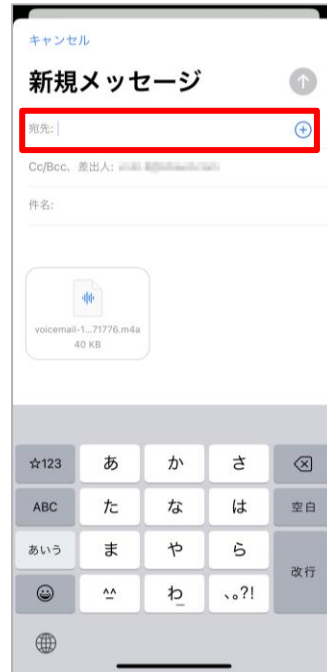 キャンセル
新規メッセージ
宛先:
Cc/Bcc、差出人:
件名:
voicemail-1...71776.m4a
40 KB
☆123 あ か さ
ABC た な は 空白
あいう ま や ら 改行
^^ わ 、。?!